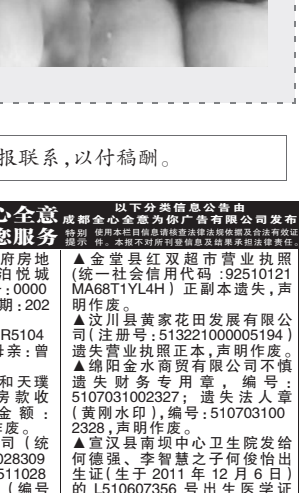 报联系,以付稿酬。
心全意
您服务
以下分类信息公告由
成都全心全意为你广告有限公司发布
特别提示 使用本栏目信息请核查法律法规依据及合法有效证件。本报不对所刊登信息及结果承担法律责任。
府房地
泊悦城
:0000
期:202
R5104
母亲:曾
和天璞
房款收
金额:
作废。
司(统
028309
511028
(编号
▲金堂县红双超市营业执照
(统一社会信用代码:92510121
MA68T1YL4H)正副本遗失,声
明作废。
▲汶川县黄家花田发展有限公
司(注册号:513221000005194)
遗失营业执照正本,声明作废。
▲绵阳金水商贸有限公司不慎
遗失财务专用章,编号:
5107031002327;遗失法人章
(黄刚水印),编号:510703100
2328,声明作废。
▲宣汉县南坝中心卫生院发给
何德强、李智慧之子何俊怡出
生证(生于2011年12月6日)
的L510607356号出生医学证